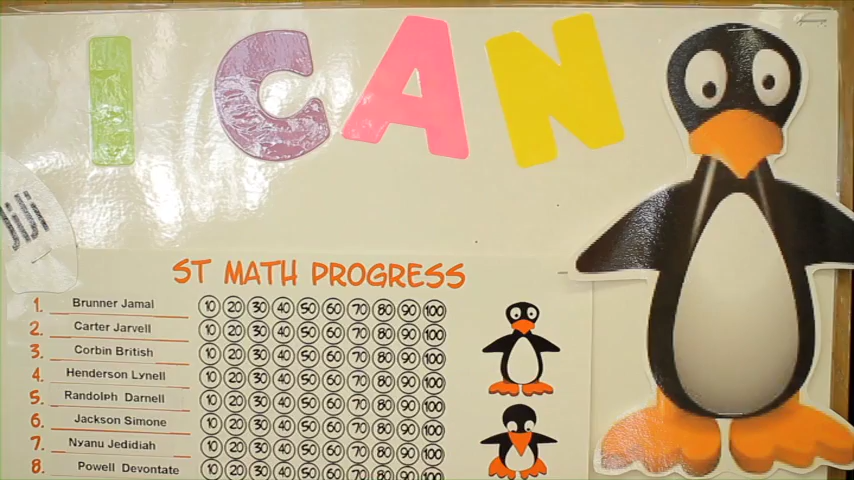 I CAN
ST MATH PROGRESS
1. Brunner Jamal 10 20 30 40 50 60 70 80 90 100
2. Carter Jarvell 10 20 30 40 50 60 70 80 90 100
3. Corbin British 10 20 30 40 50 60 70 80 90 100
4. Henderson Lynell 10 20 30 40 50 60 70 80 90 100
5. Randolph Darnell 10 20 30 40 50 60 70 80 90 100
6. Jackson Simone 10 20 30 40 50 60 70 80 90 100
7. Nyanu Jedidiah 10 20 30 40 50 60 70 80 90 100
8. Powell Devontate 10 20 30 40 50 60 70 80 90 100